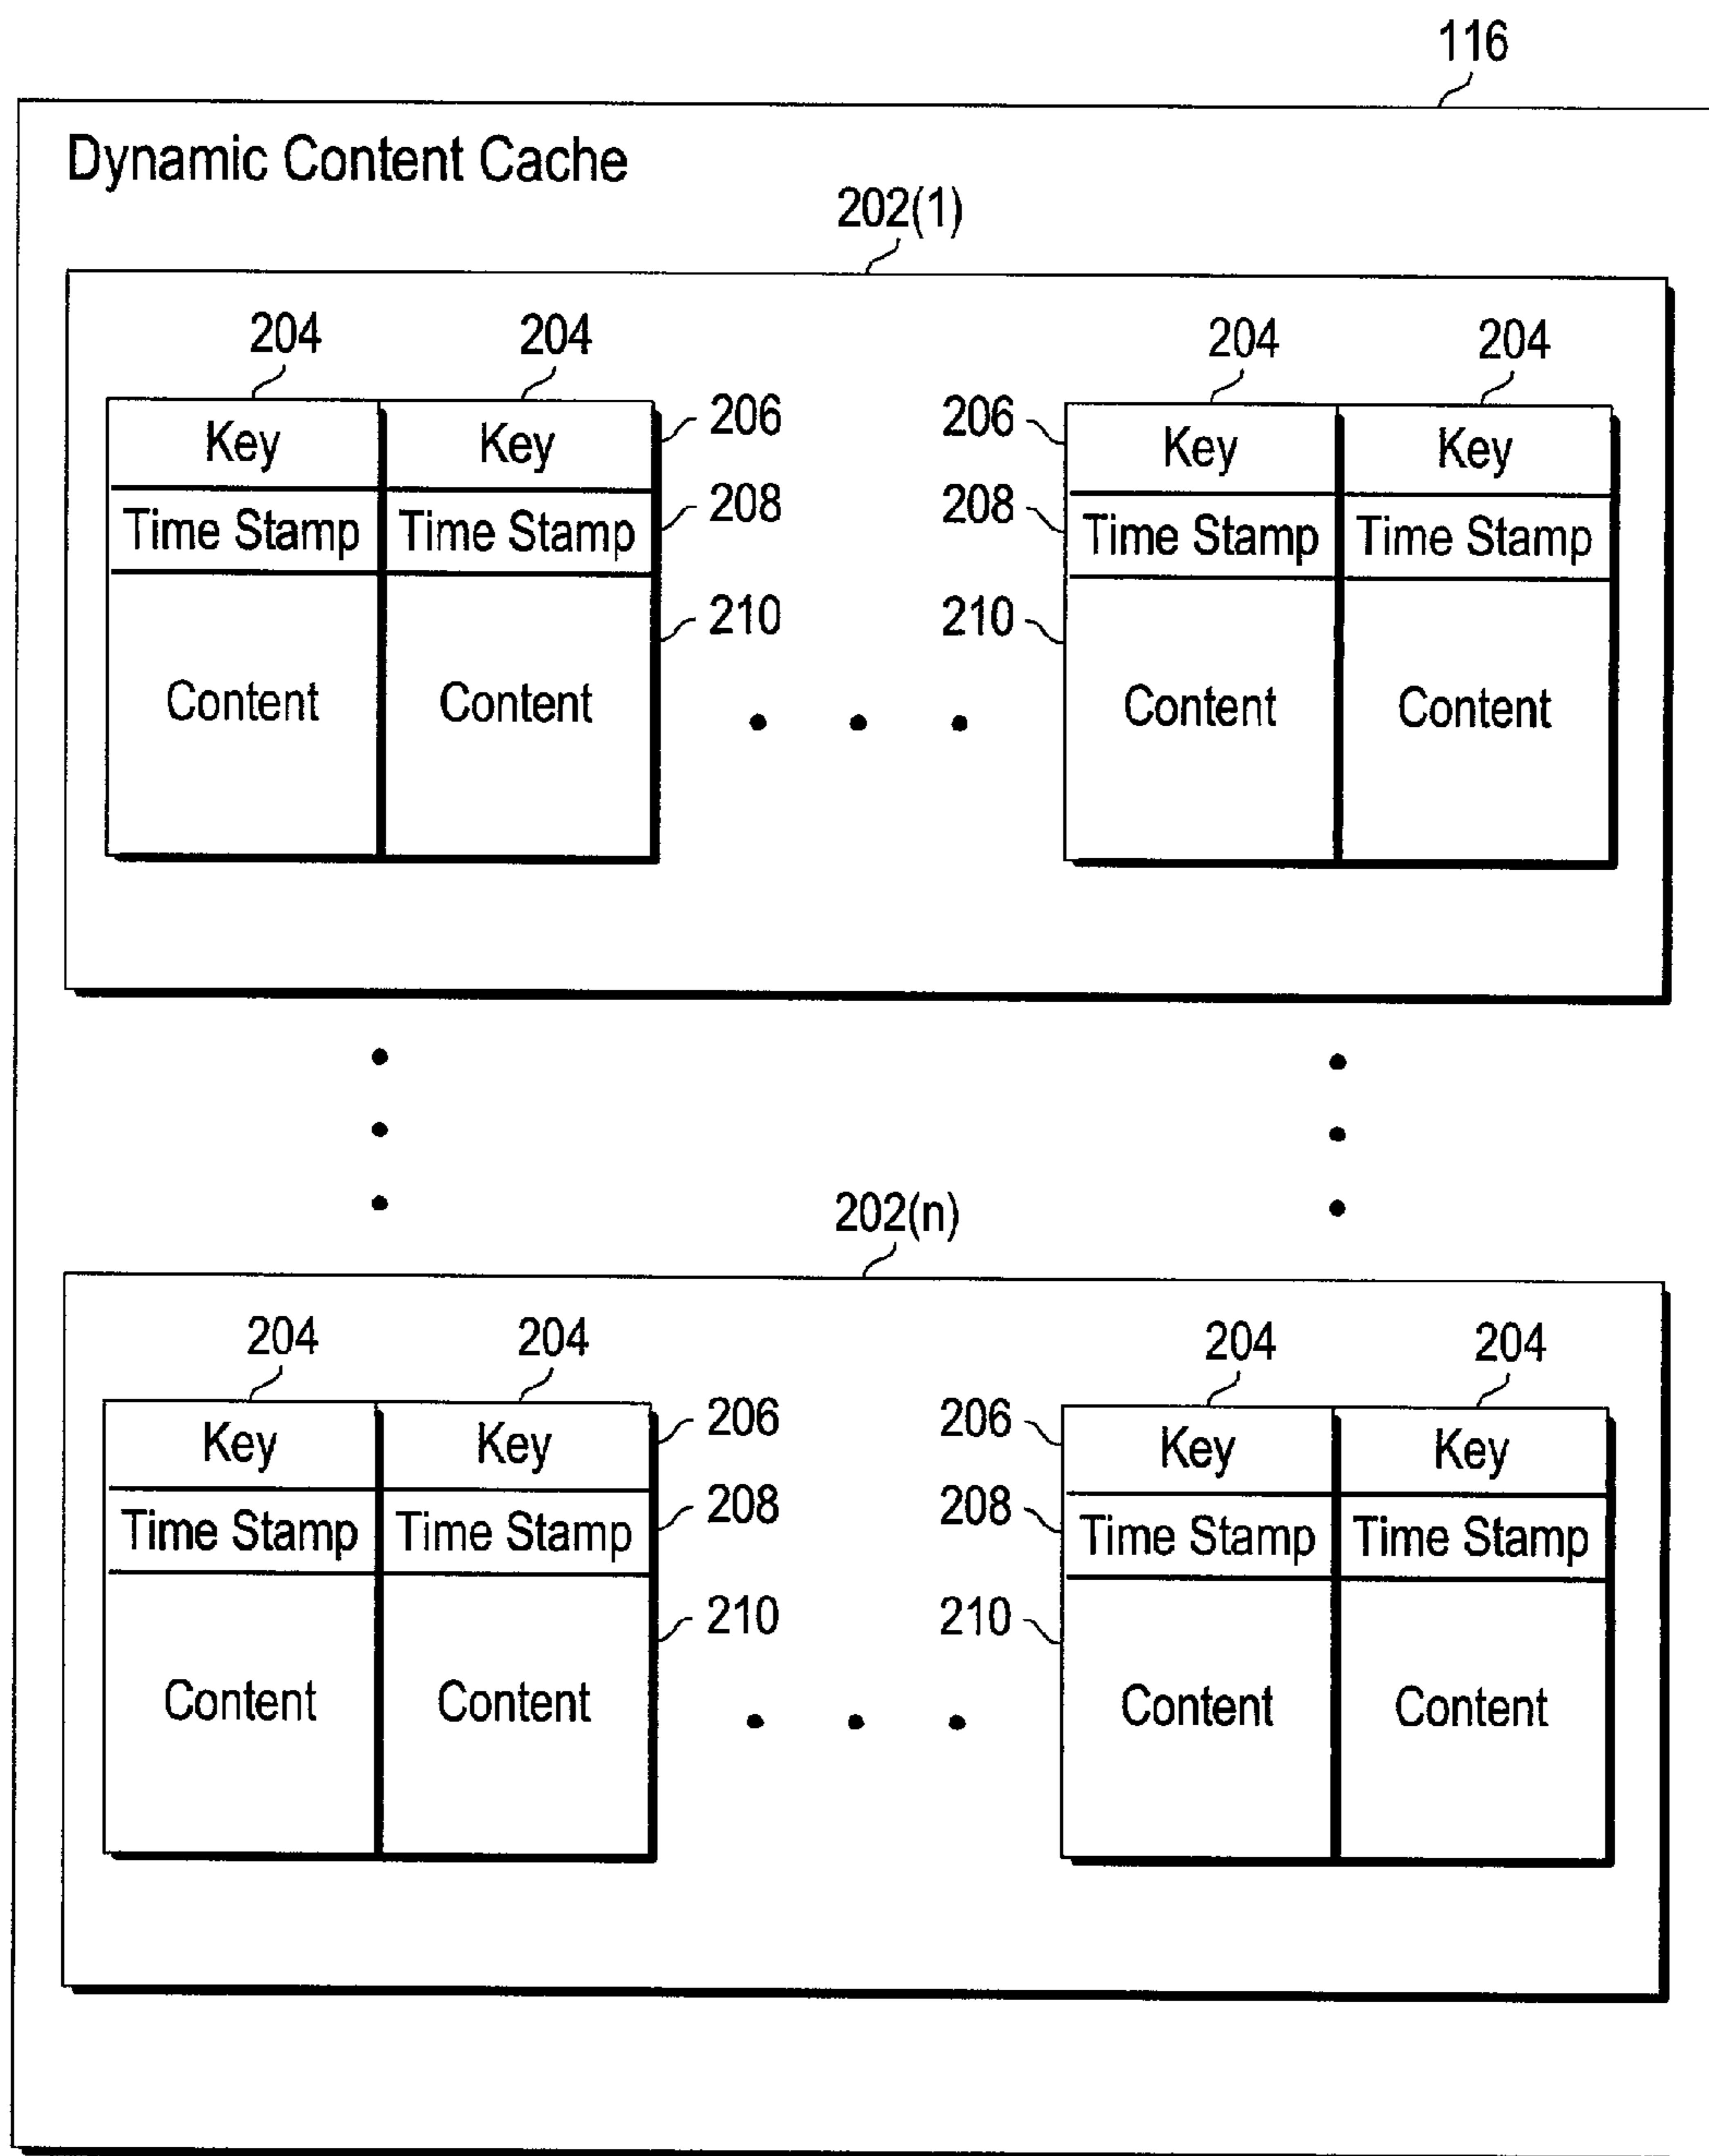 116
Dynamic Content Cache
202(1)
204 204 204 204
Key Key 206 206 Key Key
Time Stamp Time Stamp 208 208 Time Stamp Time Stamp
210 210
Content Content Content Content
202(n)
204 204 204 204
Key Key 206 206 Key Key
Time Stamp Time Stamp 208 208 Time Stamp Time Stamp
210 210
Content Content Content Content